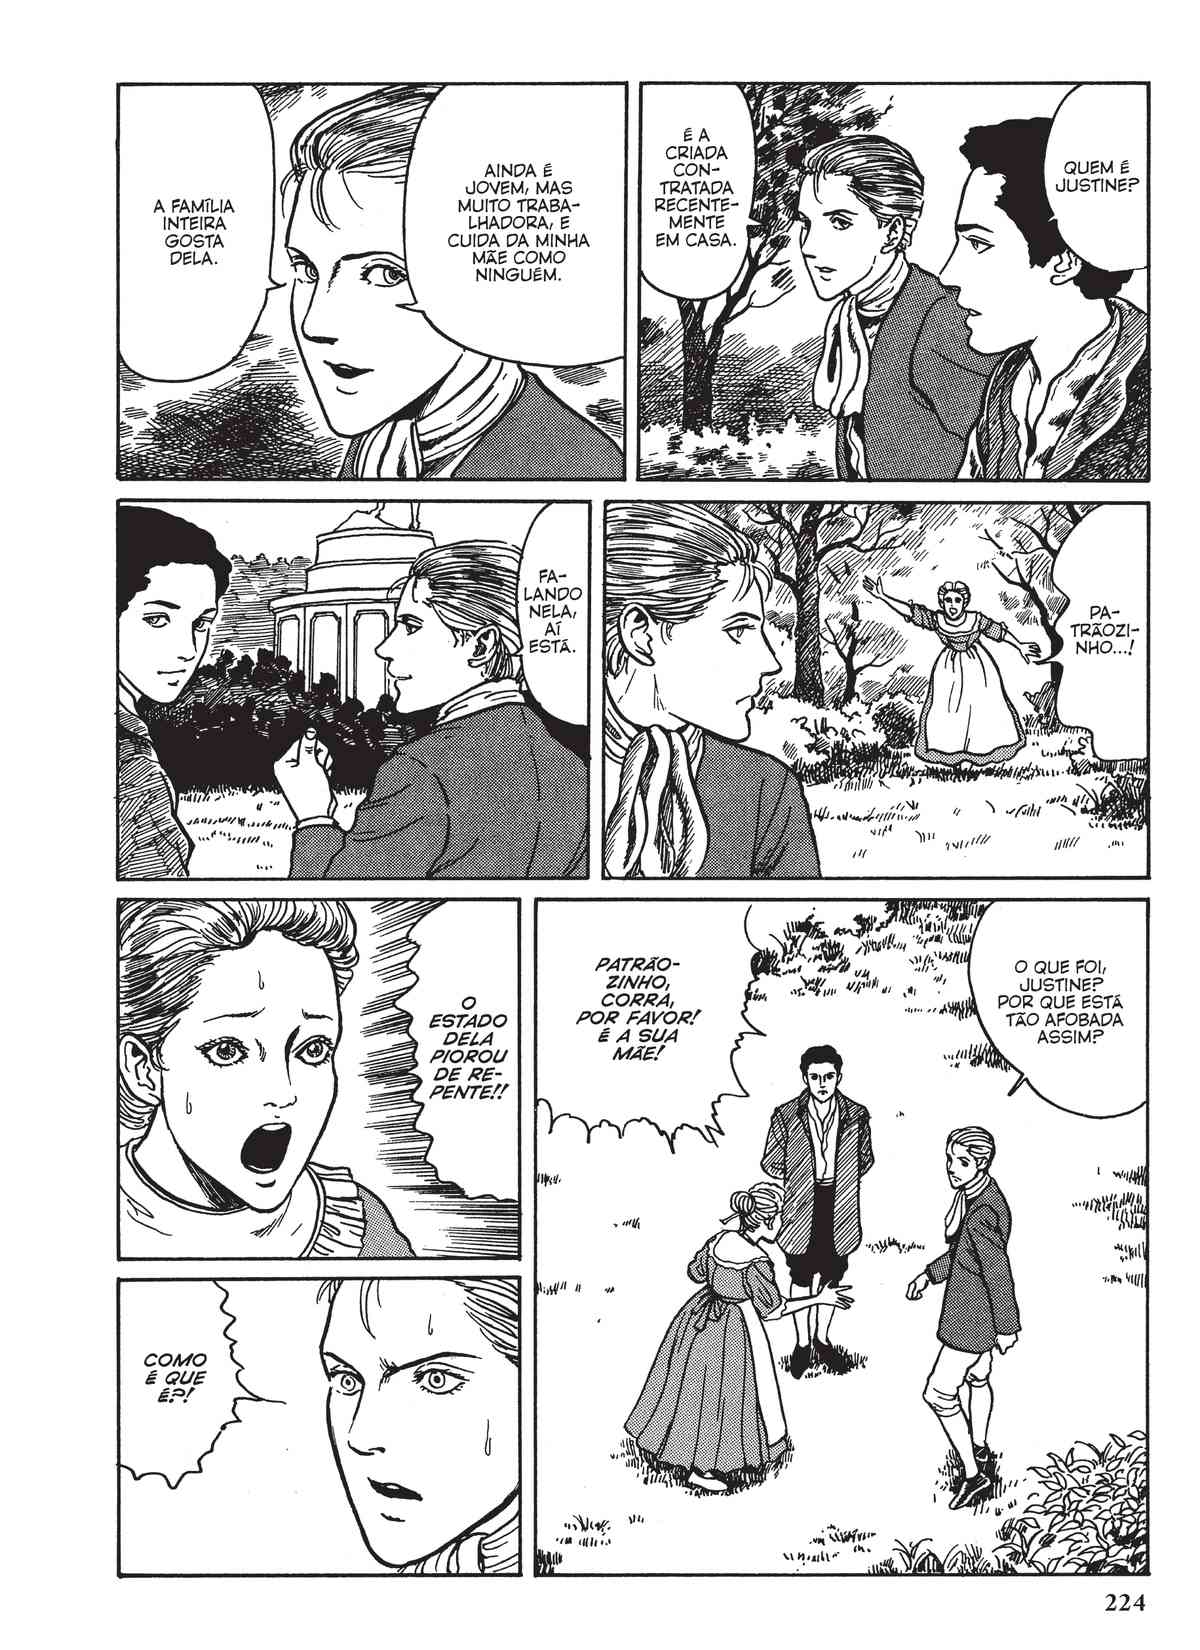 QUEM É
JUSTINE?
É A
CRIADA
CON-
TRATADA
RECENTE-
MENTE
EM CASA.
AINDA É
JOVEM, MAS
MUITO TRABA-
LHADORA, E
CUIDA DA MINHA
MÃE COMO
NINGUÉM.
A FAMÍLIA
INTEIRA
GOSTA
DELA.
PA-
TRÃOZI-
NHO...!
FA-
LANDO
NELA,
AÍ
ESTÁ.
O QUE FOI,
JUSTINE?
POR QUE ESTÁ
TÃO AFOBADA
ASSIM?
PATRÃO-
ZINHO,
CORRA,
POR FAVOR!
É A SUA
MÃE!
O
ESTADO
DELA
PIOROU
DE RE-
PENTE!!
COMO
É QUE
É?!
224